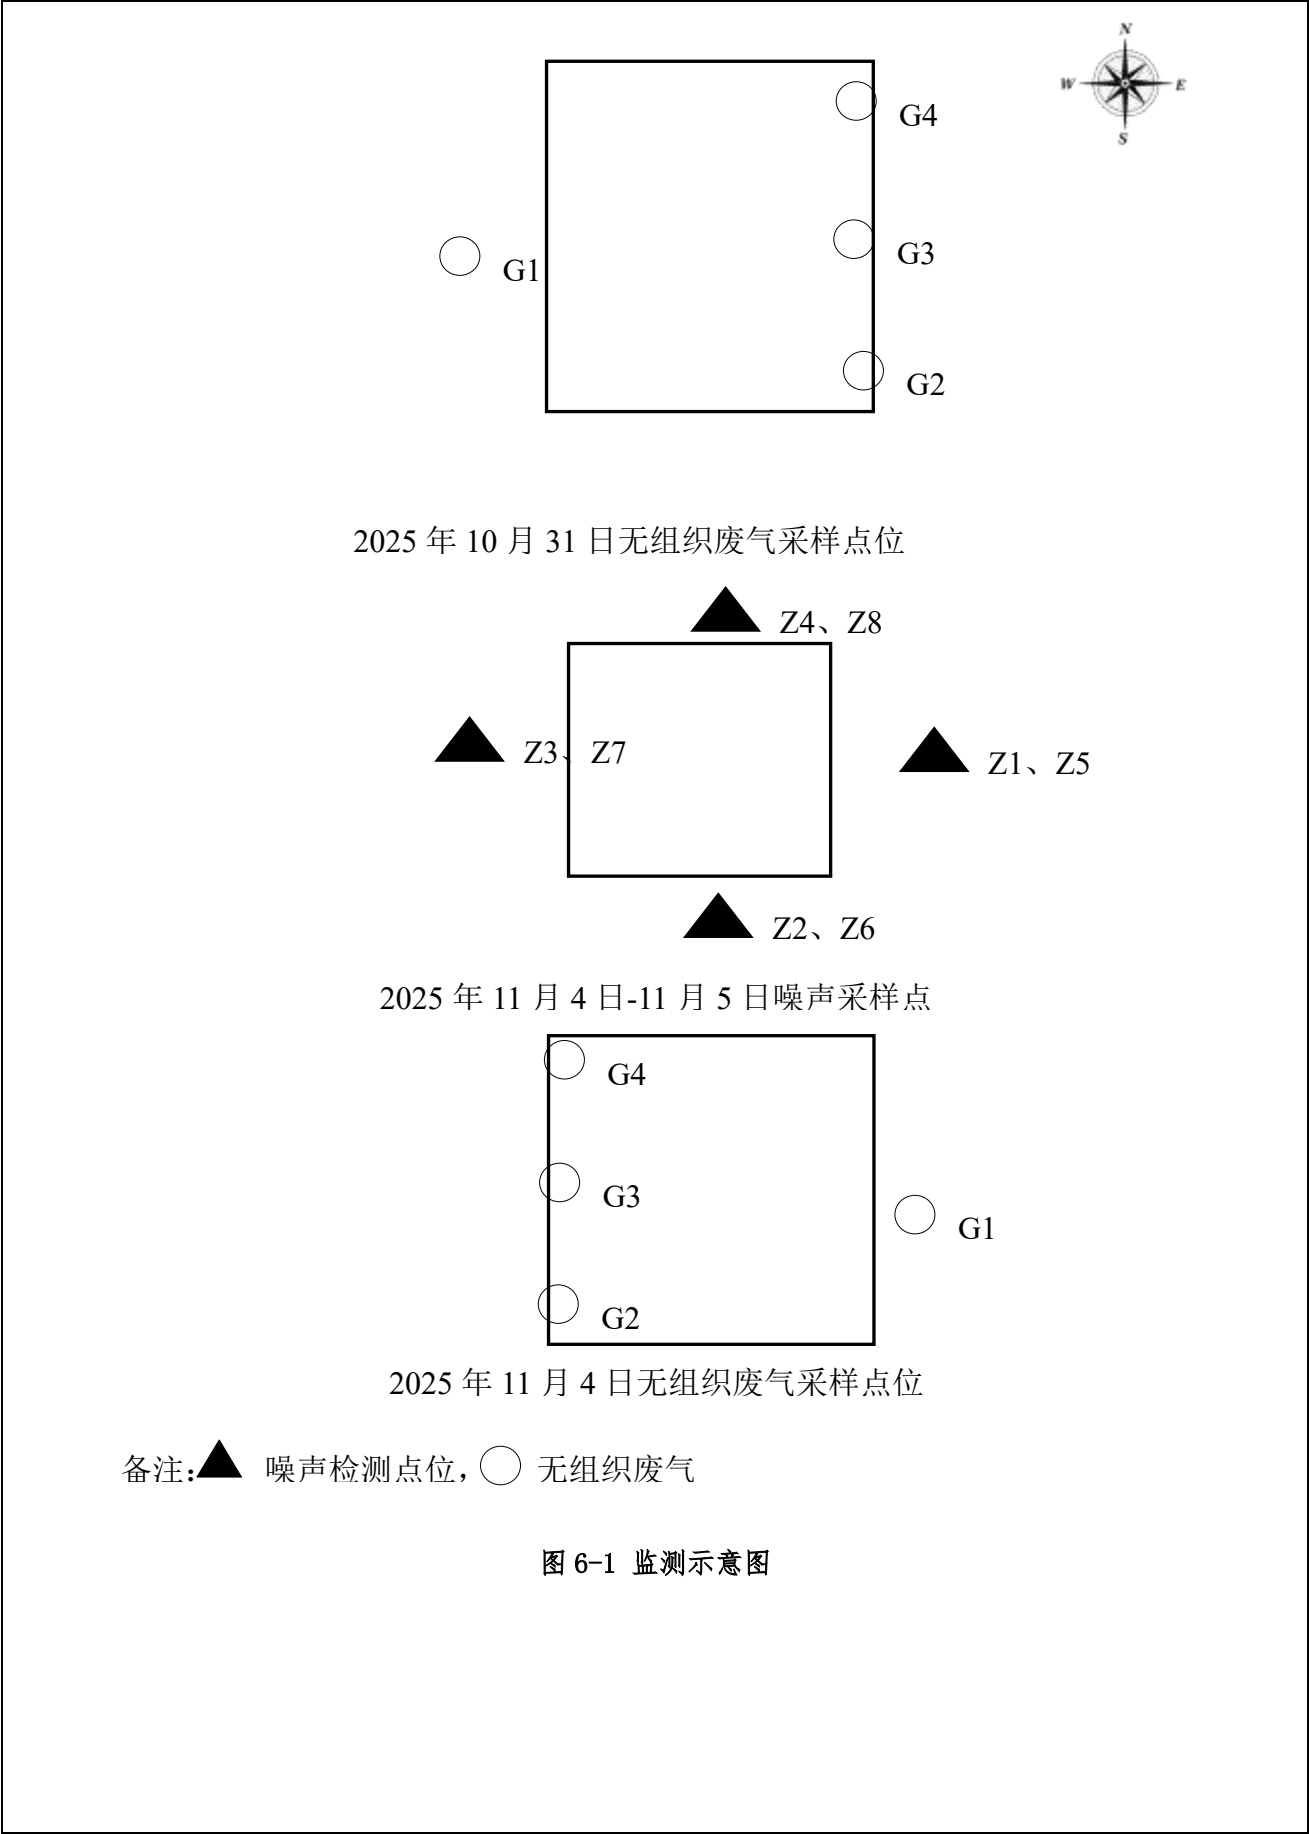 N
W E
S
G4
G3
G1
G2
2025 年 10 月 31 日无组织废气采样点位
Z4、Z8
Z3、Z7
Z1、Z5
Z2、Z6
2025 年 11 月 4 日-11 月 5 日噪声采样点
G4
G3
G1
G2
2025 年 11 月 4 日无组织废气采样点位
备注: 噪声检测点位, 无组织废气
图 6-1 监测示意图